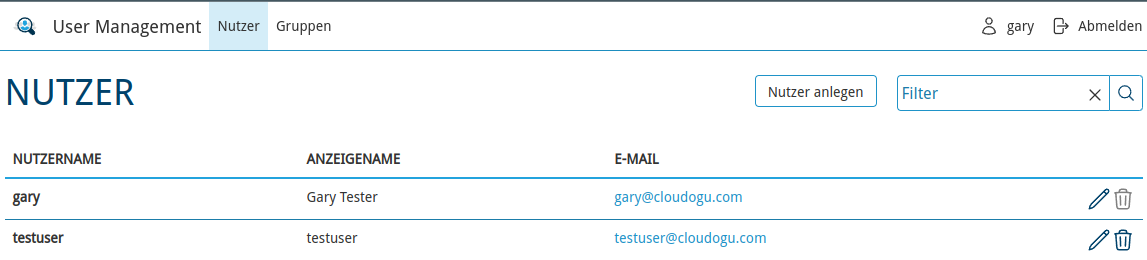 User Management Nutzer Gruppen gary Abmelden
NUTZER Nutzer anlegen Filter
NUTZERNAME ANZEIGENAME E-MAIL
gary Gary Tester gary@cloudogu.com
testuser testuser testuser@cloudogu.com